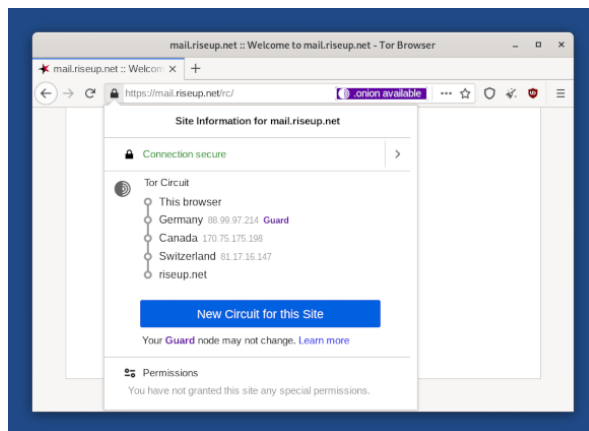 mail.riseup.net :: Welcome to mail.riseup.net - Tor Browser
mail.riseup.net :: Welcom
https://mail.riseup.net/rc/ .onion available
Site Information for mail.riseup.net
Connection secure
Tor Circuit
This browser
Germany 88.99.97.214 Guard
Canada 170.75.175.198
Switzerland 81.17.16.147
riseup.net
New Circuit for this Site
Your Guard node may not change. Learn more
Permissions
You have not granted this site any special permissions.